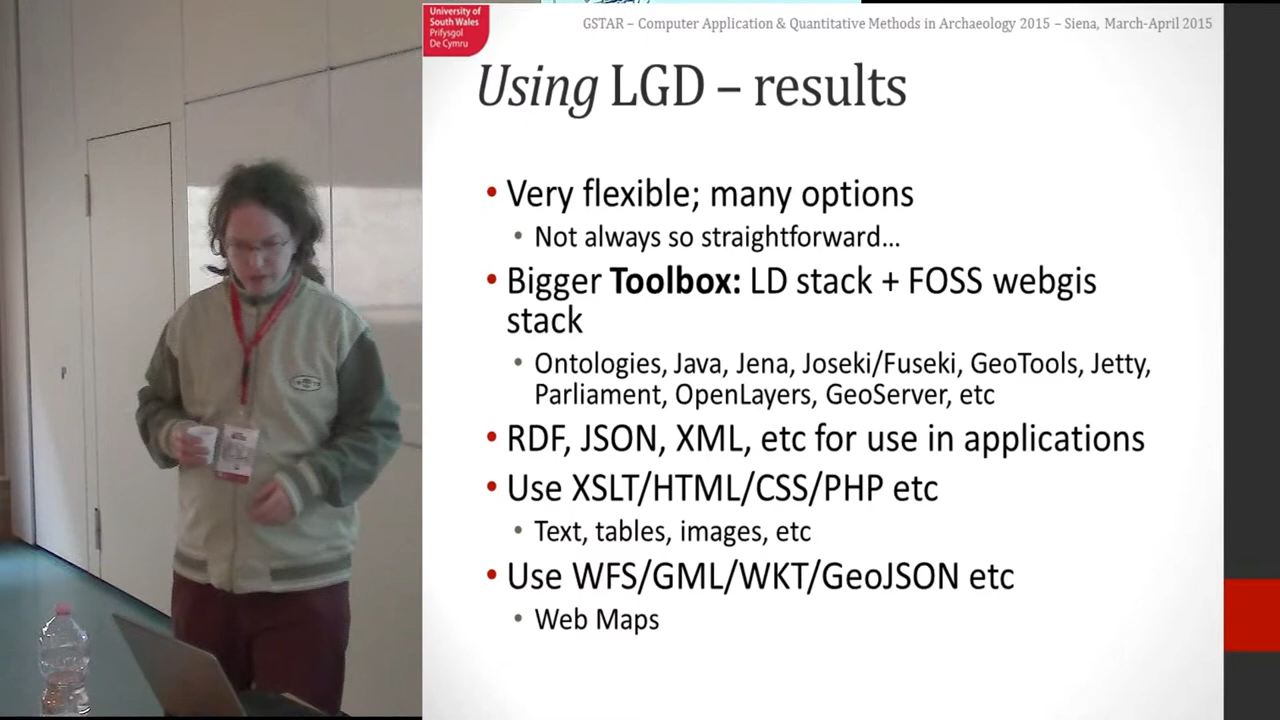 University of
South Wales
Prifysgol
De Cymru
GSTAR – Computer Application & Quantitative Methods in Archaeology 2015 – Siena, March-April 2015
Using LGD – results
• Very flexible; many options
• Not always so straightforward…
• Bigger Toolbox: LD stack + FOSS webgis
stack
• Ontologies, Java, Jena, Joseki/Fuseki, GeoTools, Jetty,
Parliament, OpenLayers, GeoServer, etc
• RDF, JSON, XML, etc for use in applications
• Use XSLT/HTML/CSS/PHP etc
• Text, tables, images, etc
• Use WFS/GML/WKT/GeoJSON etc
• Web Maps